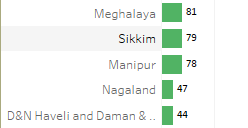 Meghalaya 81
Sikkim 79
Manipur 78
Nagaland 47
D&N Haveli and Daman & .. 44